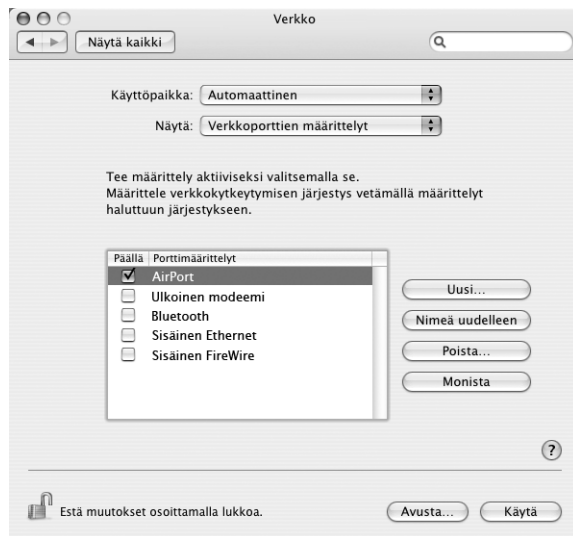 Verkko
Näytä kaikki
Käyttöpaikka: Automaattinen
Näytä: Verkkoporttien määrittelyt
Tee määrittely aktiiviseksi valitsemalla se.
Määrittele verkkokytkeytymisen järjestys vetämällä määrittelyt
haluttuun järjestykseen.
Päällä Porttimäärittelyt
AirPort
Ulkoinen modeemi
Bluetooth
Sisäinen Ethernet
Sisäinen FireWire
Uusi...
Nimeä uudelleen
Poista...
Monista
?
Estä muutokset osoittamalla lukkoa.
Avusta... Käytä